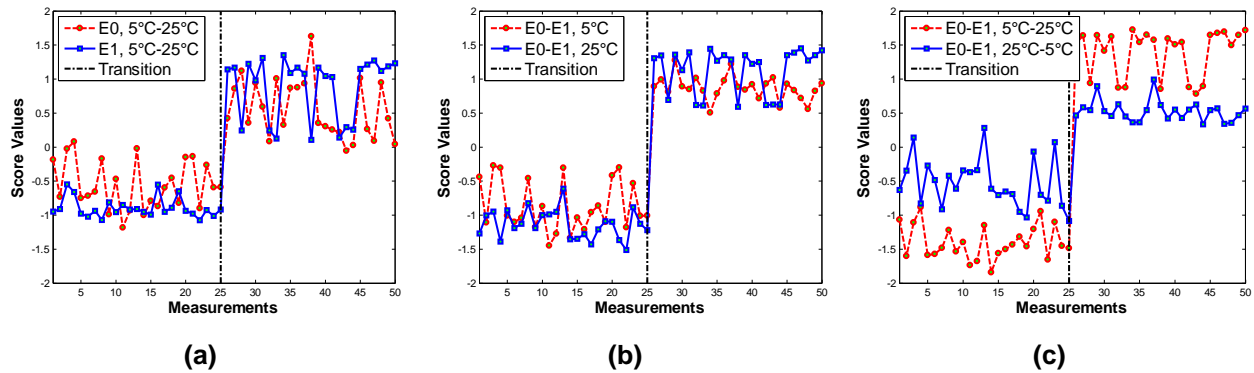 E0, 5°C-25°C
E1, 5°C-25°C
Transition
Score Values
2
1.5
1
0.5
0
-0.5
-1
-1.5
-2
5 10 15 20 25 30 35 40 45 50
Measurements
(a)
E0-E1, 5°C
E0-E1, 25°C
Transition
Score Values
2
1.5
1
0.5
0
-0.5
-1
-1.5
-2
5 10 15 20 25 30 35 40 45 50
Measurements
(b)
E0-E1, 5°C-25°C
E0-E1, 25°C-5°C
Transition
Score Values
2
1.5
1
0.5
0
-0.5
-1
-1.5
-2
5 10 15 20 25 30 35 40 45 50
Measurements
(c)